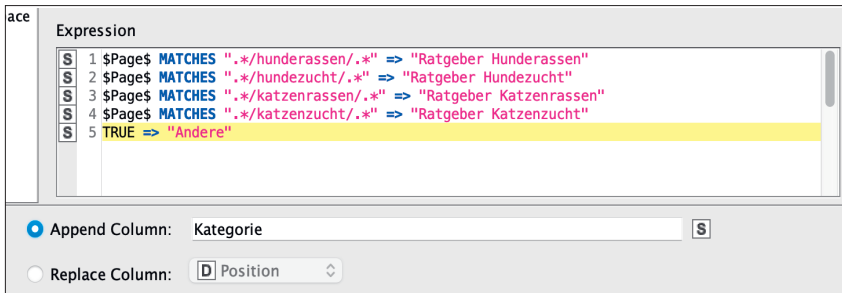 ace
Expression
S 1 $Page$ MATCHES ".*/hunderassen/.*" => "Ratgeber Hunderassen"
S 2 $Page$ MATCHES ".*/hundezucht/.*" => "Ratgeber Hundezucht"
S 3 $Page$ MATCHES ".*/katzenrassen/.*" => "Ratgeber Katzenrassen"
S 4 $Page$ MATCHES ".*/katzenzucht/.*" => "Ratgeber Katzenzucht"
S 5 TRUE => "Andere"
Append Column: Kategorie S
Replace Column: D Position